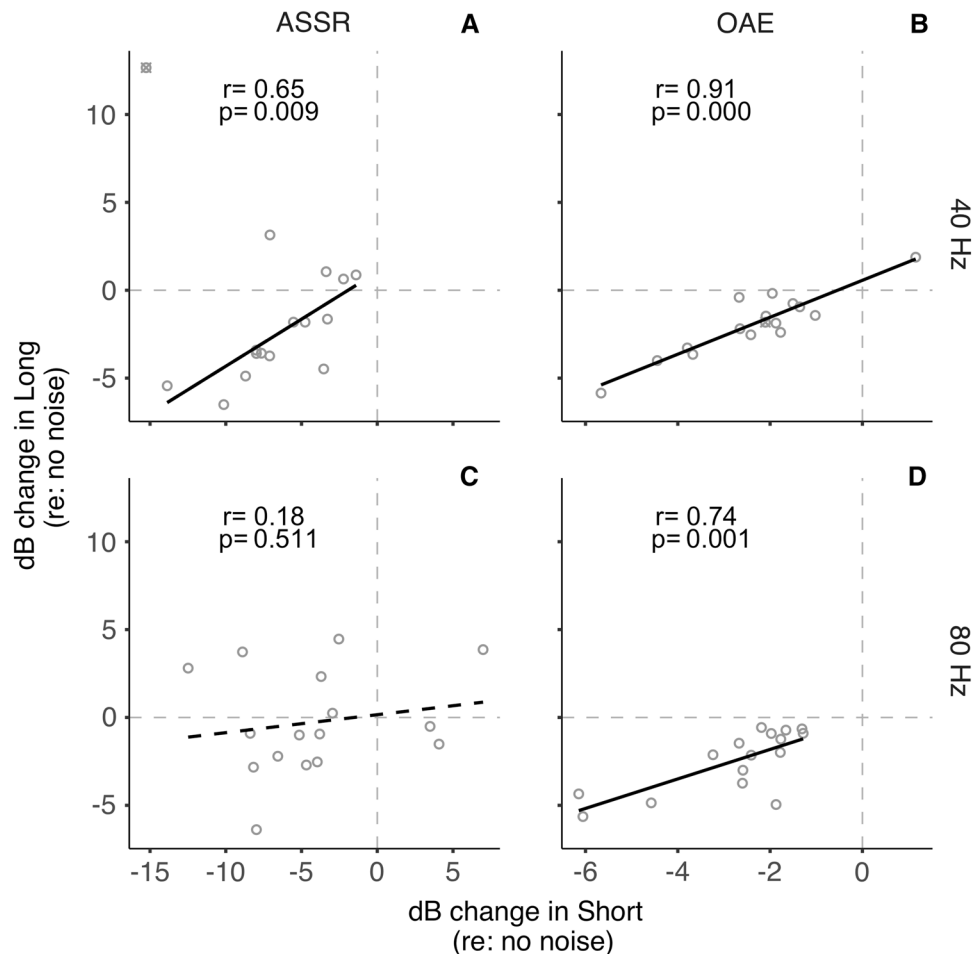 ASSR A OAE B
r= 0.65
p= 0.009
r= 0.91
p= 0.000
10
5
0
-5
40 Hz
dB change in Long
(re: no noise)
C D
r= 0.18
p= 0.511
r= 0.74
p= 0.001
10
5
0
-5
80 Hz
-15 -10 -5 0 5 -6 -4 -2 0
dB change in Short
(re: no noise)